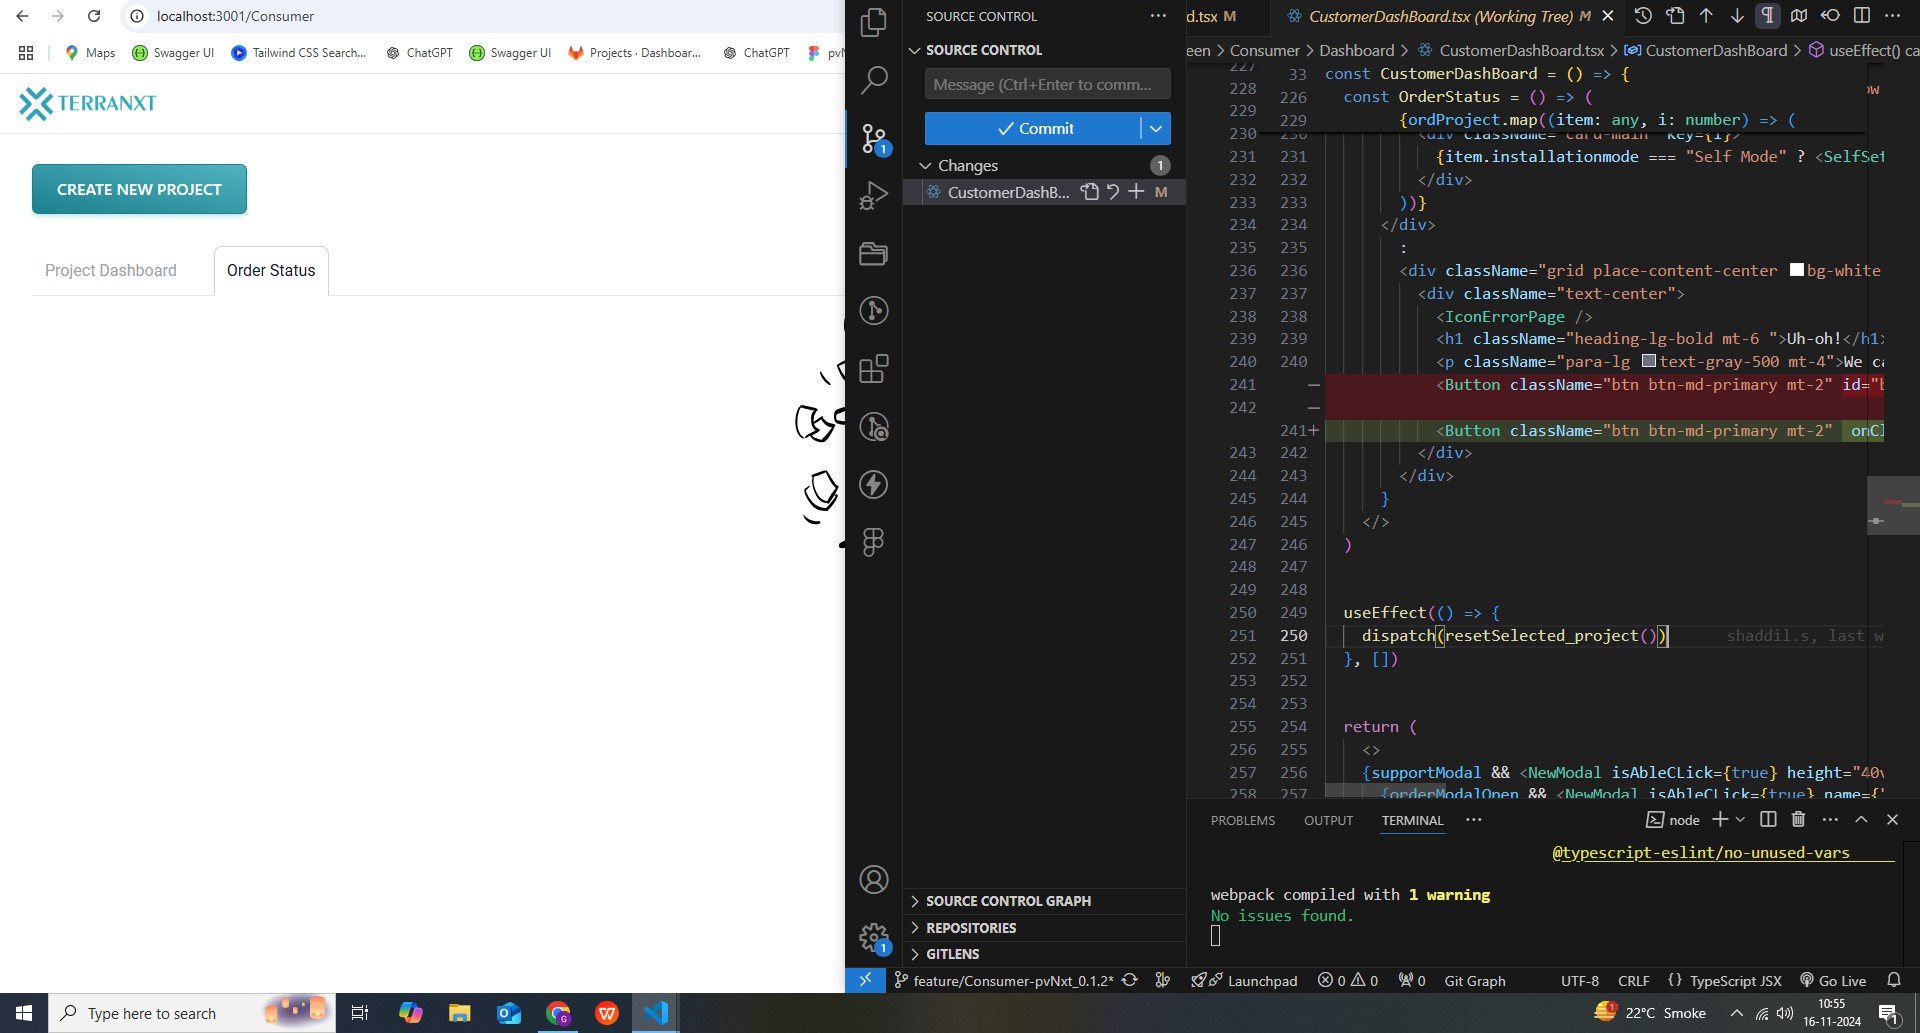 localhost:3001/Consumer
Maps
Swagger UI
Tailwind CSS Search...
ChatGPT
Swagger UI
Projects · Dashboar...
ChatGPT
TERRANXT
CREATE NEW PROJECT
Project Dashboard
Order Status
SOURCE CONTROL
SOURCE CONTROL
Message (Ctrl+Enter to comm...
Commit
Changes
1
CustomerDashB...
M
1
1
SOURCE CONTROL GRAPH
REPOSITORIES
GITLENS
d.tsx M
CustomerDashBoard.tsx (Working Tree) M
een > Consumer > Dashboard > CustomerDashBoard.tsx > CustomerDashBoard > useEffect() ca
227 33 const CustomerDashBoard = () => {
228 226 const OrderStatus = () => (
229 229 {ordProject.map((item: any, i: number) => (
230 230 <div className="card-main" key={i}>
231 231 {item.installationmode === "Self Mode" ? <SelfSet
232 232 </div>
233 233 ))}
234 234 </div>
235 235 :
236 236 <div className="grid place-content-center bg-white
237 237 <div className="text-center">
238 238 <IconErrorPage />
239 239 <h1 className="heading-lg-bold mt-6 ">Uh-oh!</h1>
240 240 <p className="para-lg text-gray-500 mt-4">We ca
241 − <Button className="btn btn-md-primary mt-2" id="b
242 −
241+ <Button className="btn btn-md-primary mt-2"  onCl
243 242 </div>
244 243 </div>
245 244 }
246 245 </>
247 246 )
248 247
249 248
250 249 useEffect(() => {
251 250 dispatch(resetSelected_project()) shaddil.s, last w
252 251 }, [])
253 252
254 253
255 254 return (
256 255 <>
257 256 {supportModal && <NewModal isAbleCLick={true} height="40v
258 257 {orderModalOpen && <NewModal isAbleCLick={true} name={'
PROBLEMS
OUTPUT
TERMINAL
node
@typescript-eslint/no-unused-vars
webpack compiled with 1 warning
No issues found.
feature/Consumer-pvNxt_0.1.2*
Launchpad
0
0
0
Git Graph
UTF-8
CRLF
{ } TypeScript JSX
Go Live
Type here to search
1
22°C Smoke
10:55
16-11-2024
1